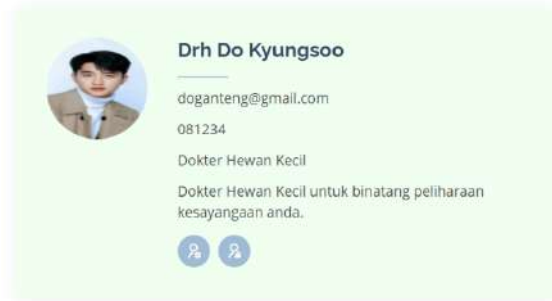 Drh Do Kyungsoo
doganteng@gmail.com
081234
Dokter Hewan Kecil
Dokter Hewan Kecil untuk binatang peliharaan
kesayangaan anda.